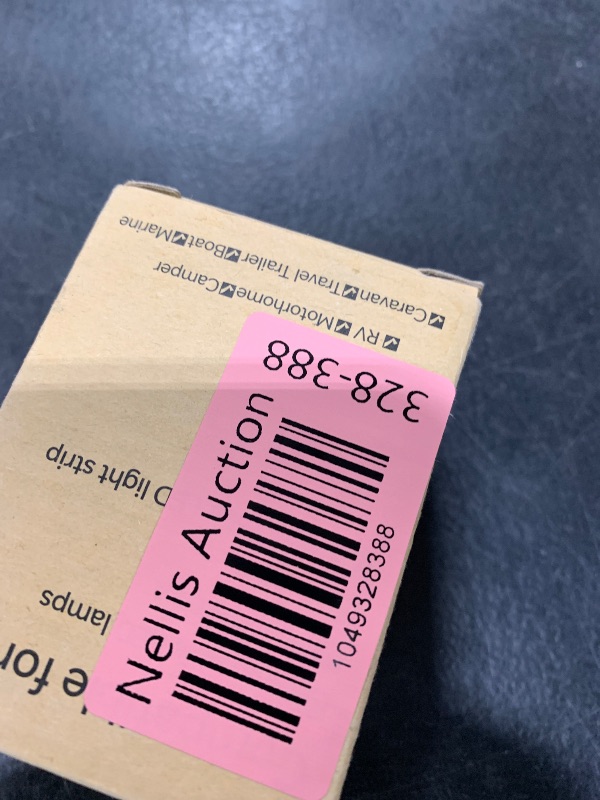 for
lamps
light strip
☑RV ☑Motorhome☑Camper
☑Caravan☑Travel Trailer☑Boat☑Marine
328-388
Nellis Auction
1049328388